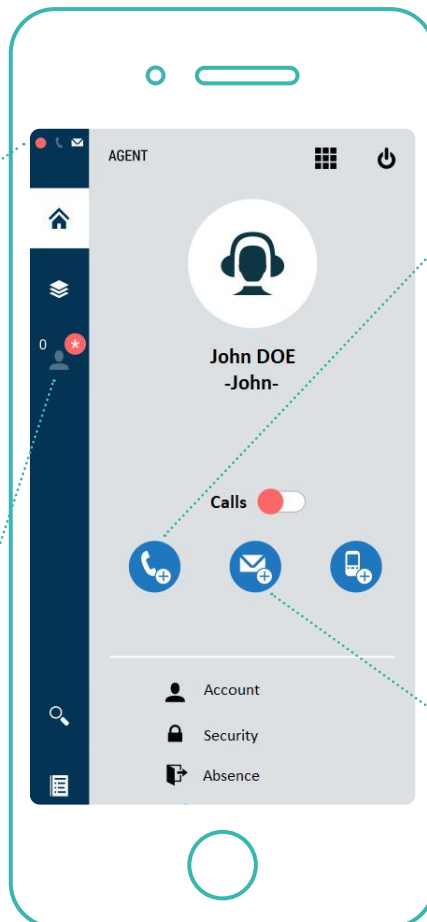 AGENT
John DOE
-John-
0
Calls
Account
Security
Absence